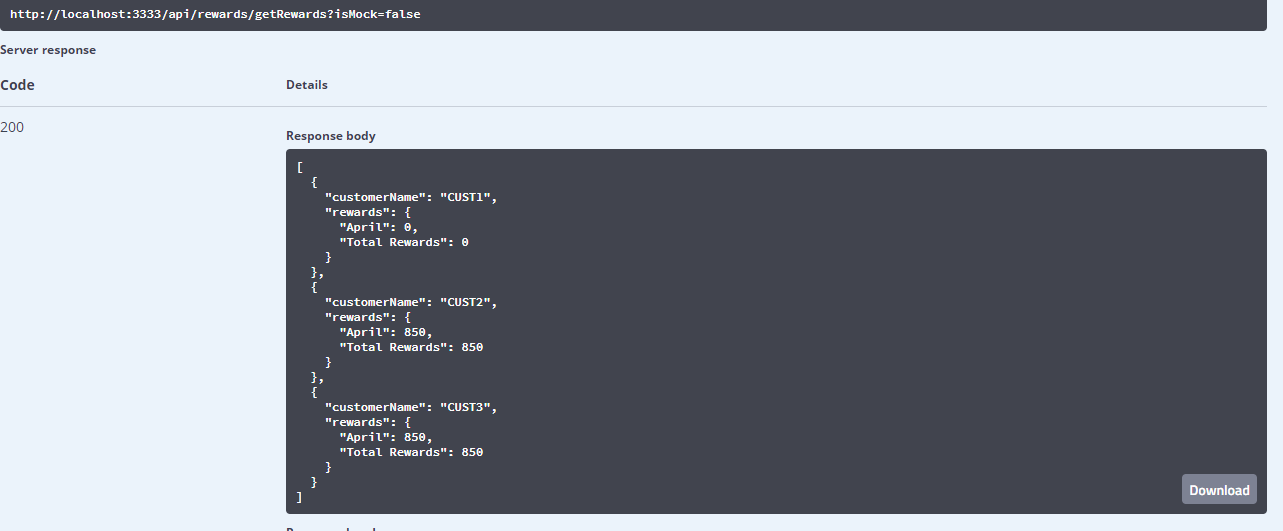 http://localhost:3333/api/rewards/getRewards?isMock=false
Server response
Code Details
200
Response body
[
  {
    "customerName": "CUST1",
    "rewards": {
      "April": 0,
      "Total Rewards": 0
    }
  },
  {
    "customerName": "CUST2",
    "rewards": {
      "April": 850,
      "Total Rewards": 850
    }
  },
  {
    "customerName": "CUST3",
    "rewards": {
      "April": 850,
      "Total Rewards": 850
    }
  }
]
Download